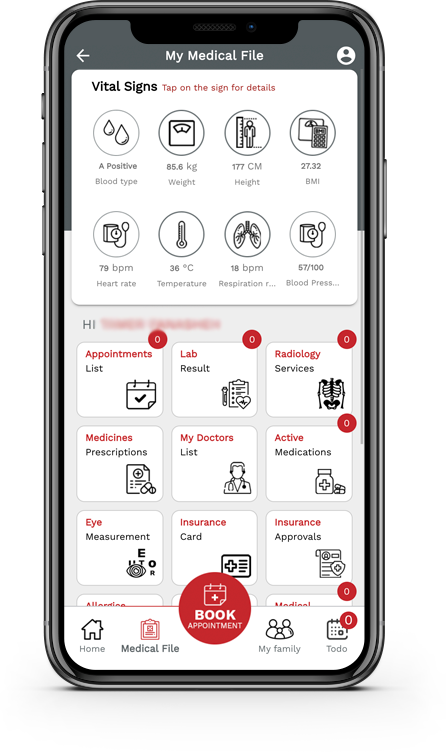 My Medical File
Vital Signs Tap on the sign for details
A Positive
Blood type
85.6 kg
Weight
177 CM
Height
27.32
BMI
79 bpm
Heart rate
36 °C
Temperature
18 bpm
Respiration r...
57/100
Blood Press...
HI
0
Appointments
List
0
Lab
Result
0
Radiology
Services
Medicines
Prescriptions
My Doctors
List
0
Active
Medications
Eye
Measurement
E
U T O
O R
Insurance
Card
Insurance
Approvals
Allergies
0
Medical
BOOK
APPOINTMENT
Home
Medical File
My family
0
Todo